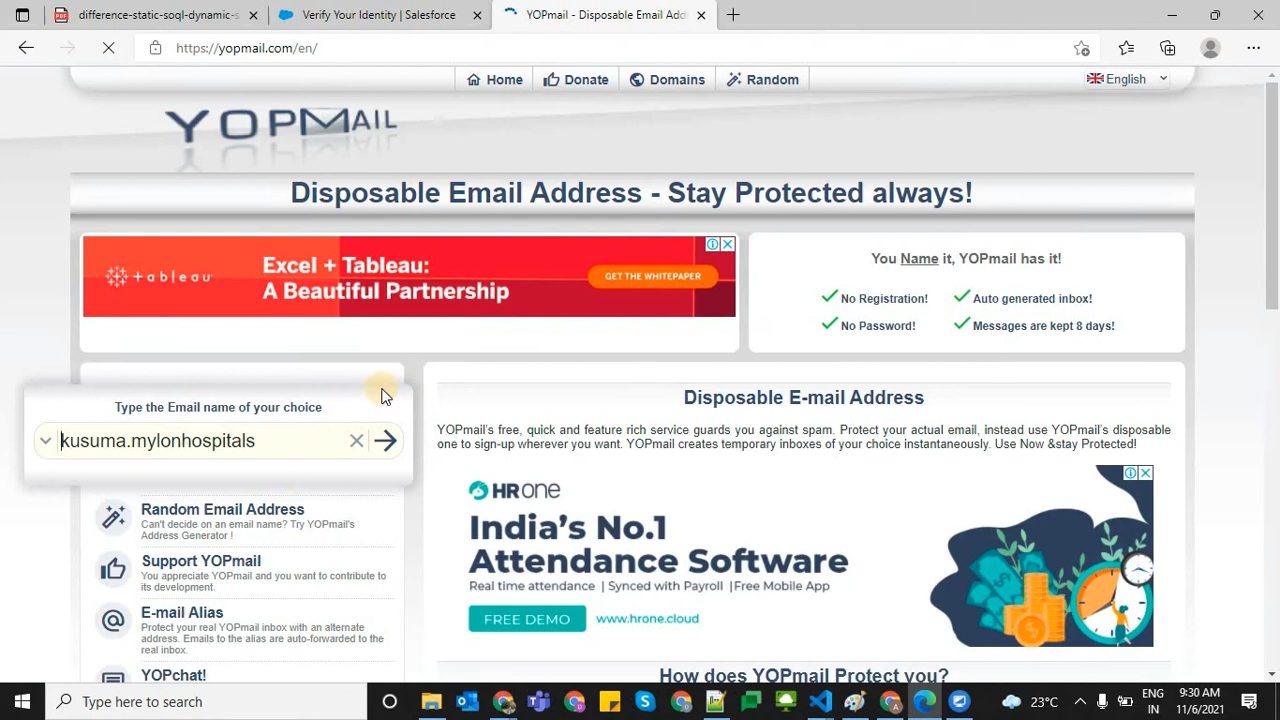 difference-static-soql-dynamic-s
Verify Your Identity | Salesforce
YOPmail - Disposable Email Addr
https://yopmail.com/en/
Home
Donate
Domains
Random
English
YOPMAIL
Disposable Email Address - Stay Protected always!
+ableau
Excel + Tableau:
A Beautiful Partnership
GET THE WHITEPAPER
You Name it, YOPmail has it!
No Registration!
Auto generated inbox!
No Password!
Messages are kept 8 days!
Type the Email name of your choice
kusuma.mylonhospitals
Random Email Address
Can't decide on an email name? Try YOPmail's
Address Generator !
Support YOPmail
You appreciate YOPmail and you want to contribute to
its development.
E-mail Alias
Protect your real YOPmail inbox with an alternate
address. Emails to the alias are auto-forwarded to the
real inbox.
YOPchat!
Disposable E-mail Address
YOPmail's free, quick and feature rich service guards you against spam. Protect your actual email, instead use YOPmail's disposable
one to sign-up wherever you want. YOPmail creates temporary inboxes of your choice instantaneously. Use Now &stay Protected!
HRONE
India's No.1
Attendance Software
Real time attendance | Synced with Payroll |Free Mobile App
FREE DEMO
www.hrone.cloud
How does YOPmail Protect you?
Type here to search
23°C
ENG
IN
9:30 AM
11/6/2021